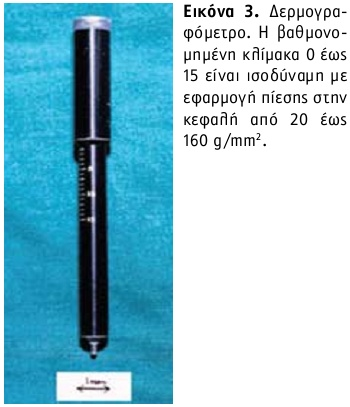 Εικόνα 3. Δερμογρα-
φόμετρο. Η βαθμονο-
μημένη κλίμακα 0 έως
15 είναι ισοδύναμη με
εφαρμογή πίεσης στην
κεφαλή από 20 έως
160 g/mm².